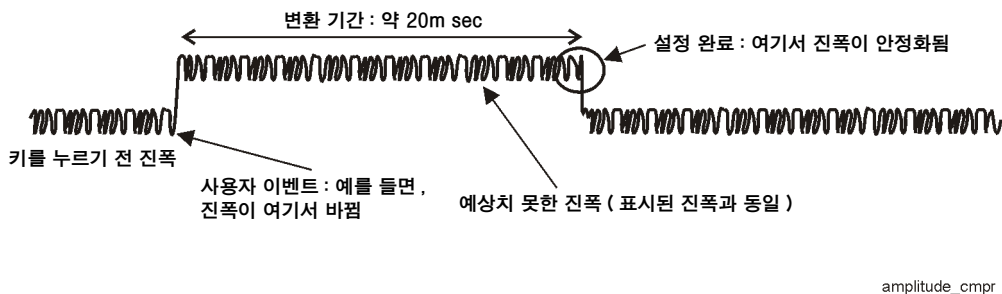 변환 기간 : 약 20m sec
설정 완료 : 여기서 진폭이 안정화됨
키를 누르기 전 진폭
사용자 이벤트 : 예를 들면 ,
진폭이 여기서 바뀜
예상치 못한 진폭 ( 표시된 진폭과 동일 )
amplitude_cmpr